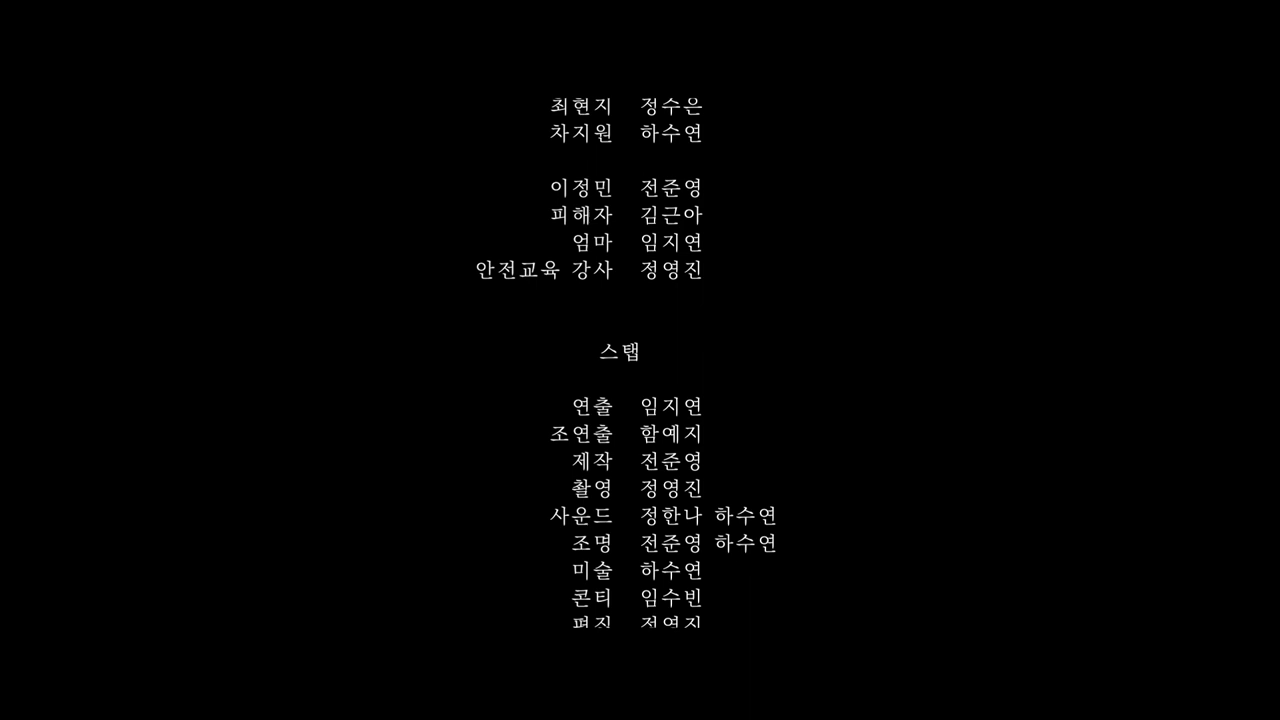 최현지 정수은
차지원 하수연
이정민 전준영
피해자 김근아
엄마 임지연
안전교육 강사 정영진
스탭
연출 임지연
조연출 함예지
제작 전준영
촬영 정영진
사운드 정한나 하수연
조명 전준영 하수연
미술 하수연
콘티 임수빈
편집